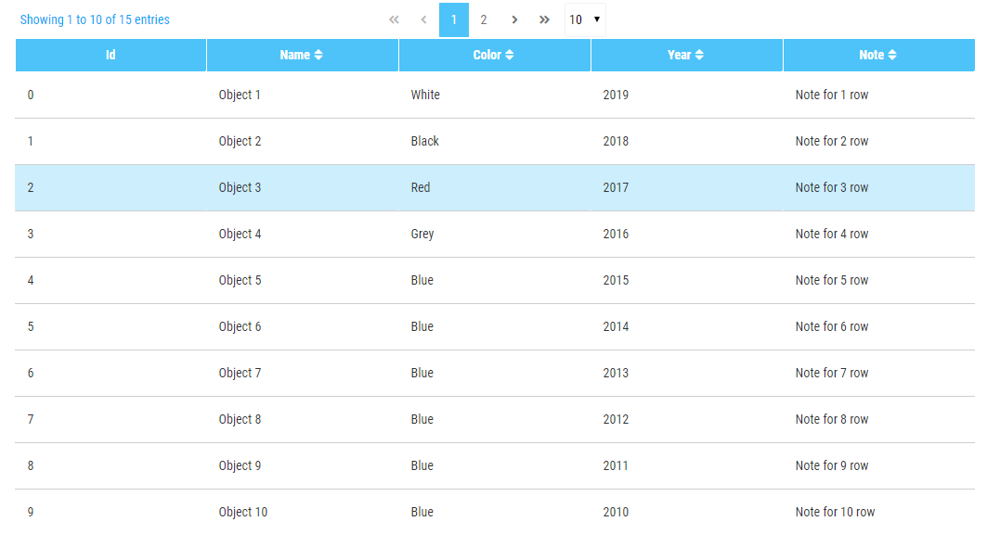 Showing 1 to 10 of 15 entries 1 2 10
Id Name Color Year Note
0 Object 1 White 2019 Note for 1 row
1 Object 2 Black 2018 Note for 2 row
2 Object 3 Red 2017 Note for 3 row
3 Object 4 Grey 2016 Note for 4 row
4 Object 5 Blue 2015 Note for 5 row
5 Object 6 Blue 2014 Note for 6 row
6 Object 7 Blue 2013 Note for 7 row
7 Object 8 Blue 2012 Note for 8 row
8 Object 9 Blue 2011 Note for 9 row
9 Object 10 Blue 2010 Note for 10 row